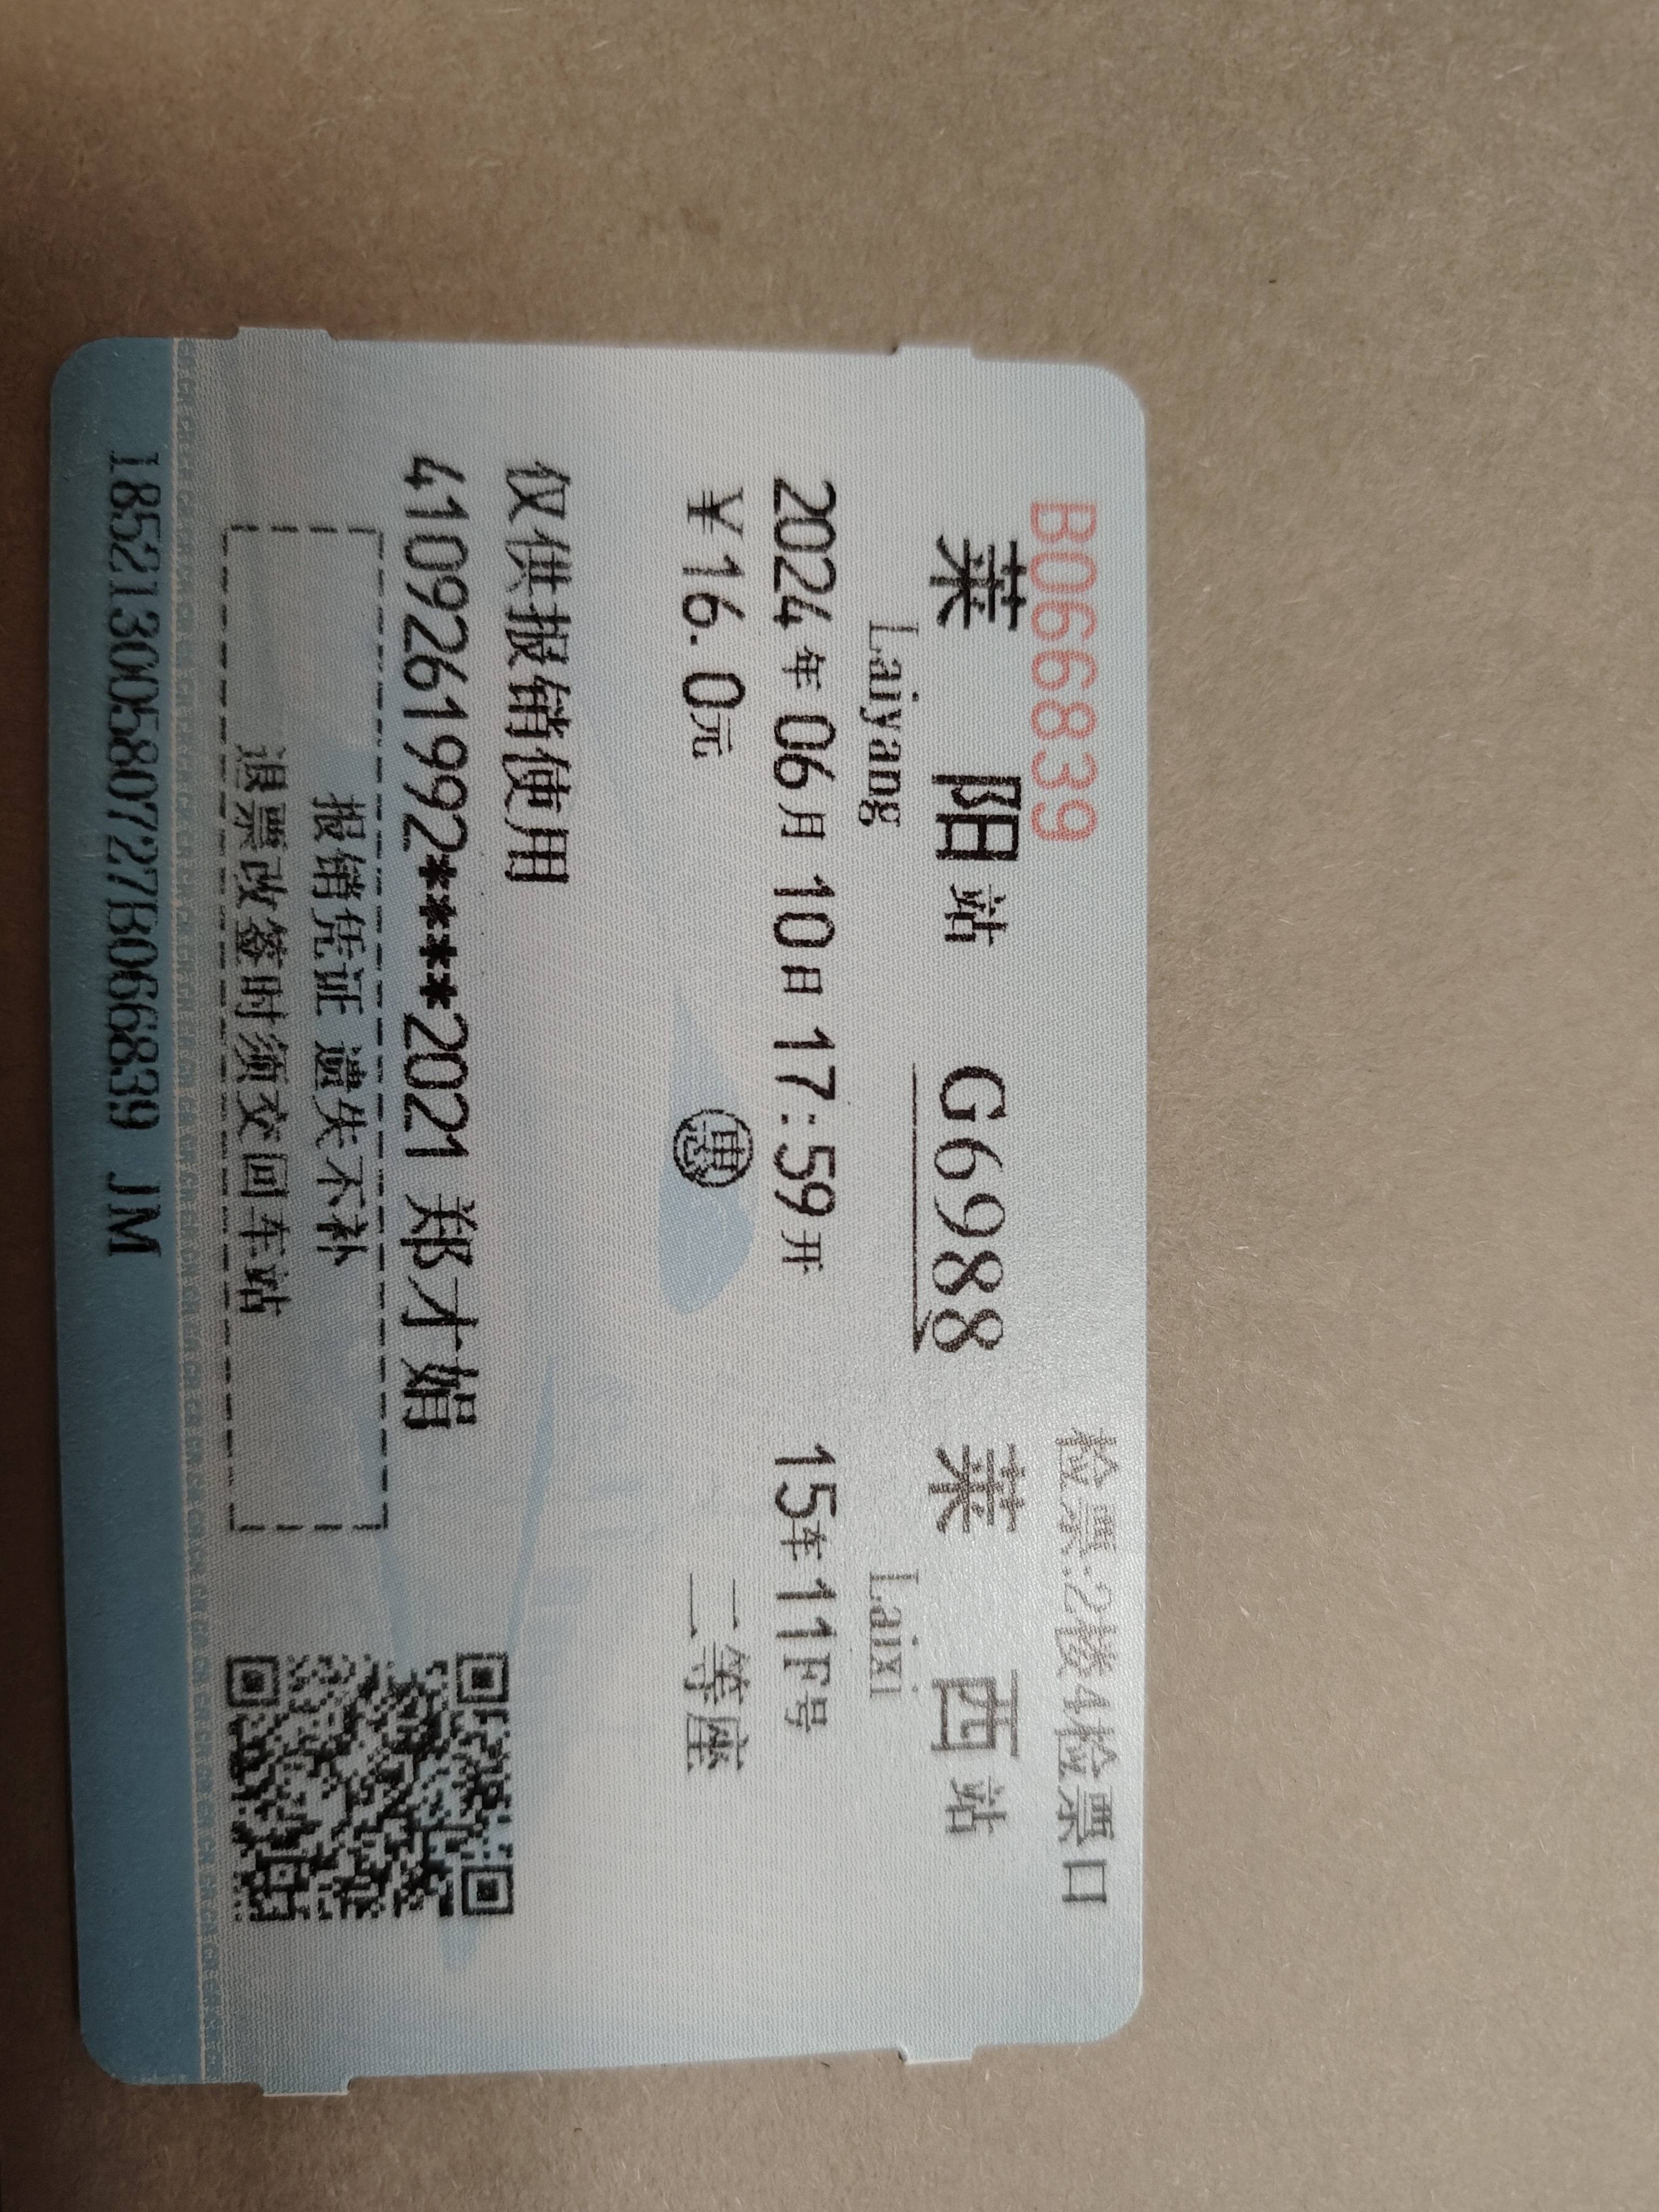 B066839 检票:2楼4检票口
莱阳站 G6988 莱西站
Laiyang Laixi
2024年06月10日17:59开 15车11F号
￥16.0元 惠 二等座
仅供报销使用
4109261992****2021 郑才娟
报销凭证 遗失不补
退票改签时须交回车站
18521300580727B066839 JM